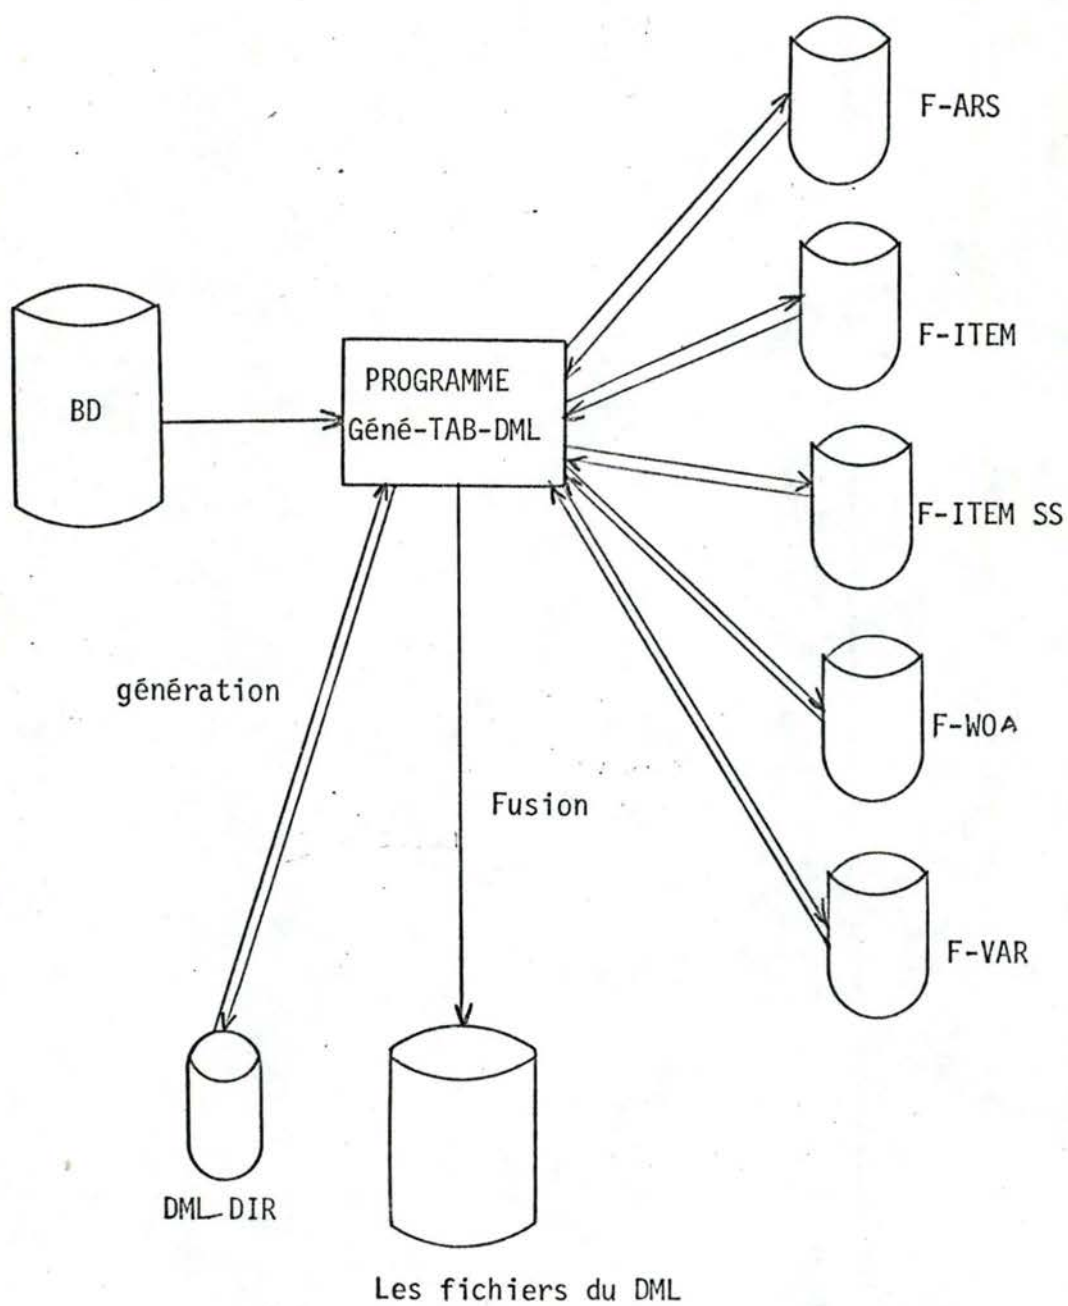 F-ARS
F-ITEM
PROGRAMME
Géné-TAB-DML
BD
F-ITEM SS
génération
F-WOA
Fusion
F-VAR
DML DIR
Les fichiers du DML